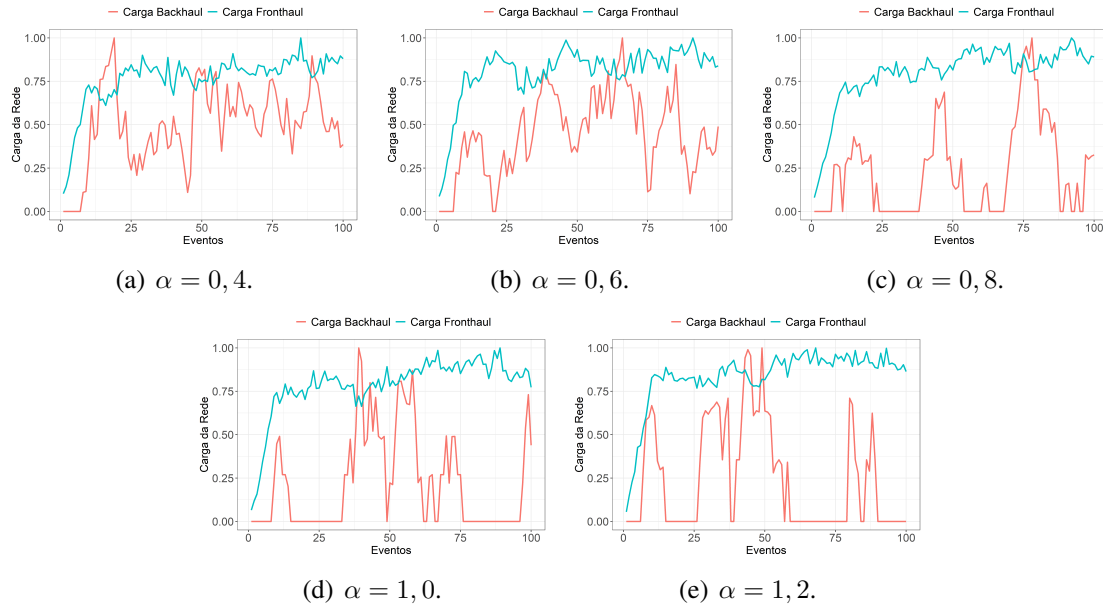 Carga Backhaul Carga Fronthaul
Carga Backhaul Carga Fronthaul
Carga Backhaul Carga Fronthaul
1.00
0.75
0.50
0.25
0.00
Carga da Rede
0 25 50 75 100
Eventos
1.00
0.75
0.50
0.25
0.00
Carga da Rede
0 25 50 75 100
Eventos
1.00
0.75
0.50
0.25
0.00
Carga da Rede
0 25 50 75 100
Eventos
(a) α = 0, 4.
(b) α = 0, 6.
(c) α = 0, 8.
Carga Backhaul Carga Fronthaul
Carga Backhaul Carga Fronthaul
1.00
0.75
0.50
0.25
0.00
Carga da Rede
0 25 50 75 100
Eventos
1.00
0.75
0.50
0.25
0.00
Carga da Rede
0 25 50 75 100
Eventos
(d) α = 1, 0.
(e) α = 1, 2.